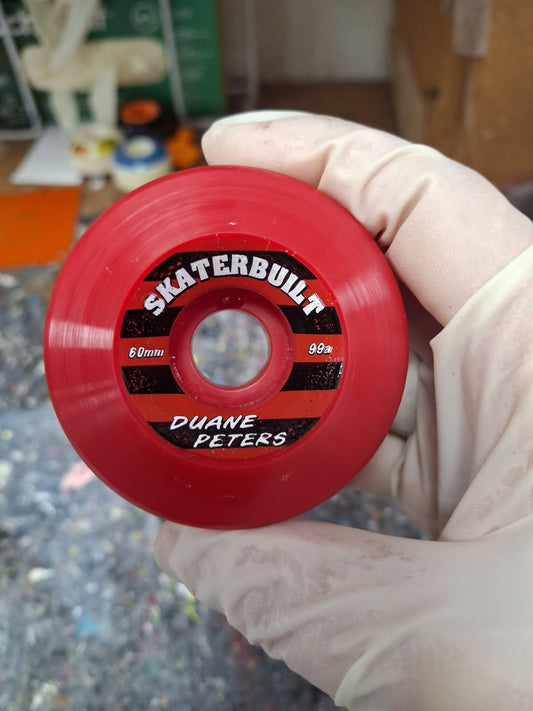 SKATERBUILT
60mm 99a
DUANE
PETERS